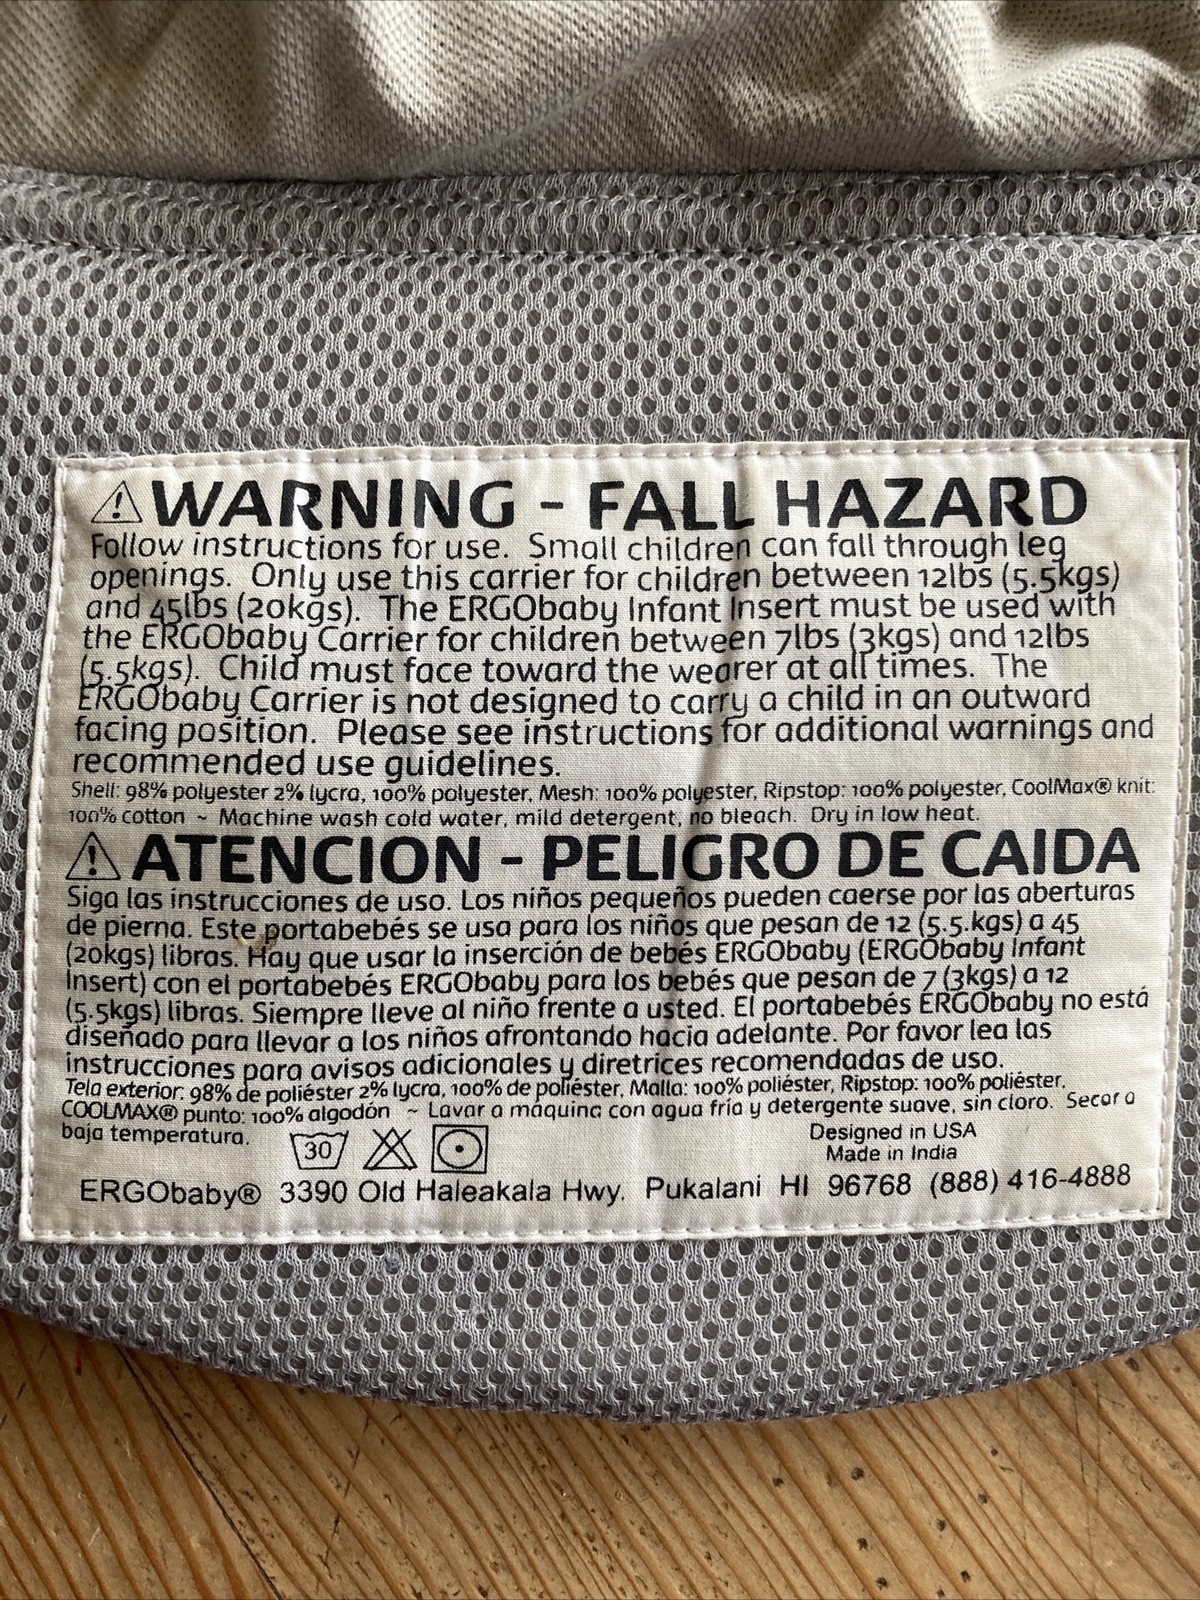 ⚠WARNING - FALL HAZARD
Follow instructions for use. Small children can fall through leg
openings. Only use this carrier for children between 12lbs (5.5kgs)
and 45lbs (20kgs). The ERGObaby Infant Insert must be used with
the ERGObaby Carrier for children between 7lbs (3kgs) and 12lbs
(5.5kgs). Child must face toward the wearer at all times. The
ERGObaby Carrier is not designed to carry a child in an outward
facing position. Please see instructions for additional warnings and
recommended use guidelines.
Shell: 98% polyester 2% lycra, 100% polyester, Mesh: 100% polyester, Ripstop: 100% polyester, CoolMax® knit:
100% cotton ~ Machine wash cold water, mild detergent, no bleach. Dry in low heat.
⚠ATENCION - PELIGRO DE CAIDA
Siga las instrucciones de uso. Los niños pequeños pueden caerse por las aberturas
de pierna. Este portabebés se usa para los niños que pesan de 12 (5.5.kgs) a 45
(20kgs) libras. Hay que usar la inserción de bebés ERGObaby (ERGObaby Infant
Insert) con el portabebés ERGObaby para los bebés que pesan de 7 (3kgs) a 12
(5.5kgs) libras. Siempre lleve al niño frente a usted. El portabebés ERGObaby no está
diseñado para llevar a los niños afrontando hacia adelante. Por favor lea las
instrucciones para avisos adicionales y diretrices recomendadas de uso.
Tela exterior: 98% de poliéster 2% lycra, 100% de poliéster, Malla: 100% poliéster, Ripstop: 100% poliéster,
COOLMAX® punto: 100% algodón ~ Lavar a máquina con agua fría y detergente suave, sin cloro. Secar a
baja temperatura.
30
Designed in USA
Made in India
ERGObaby® 3390 Old Haleakala Hwy. Pukalani HI 96768 (888) 416-4888